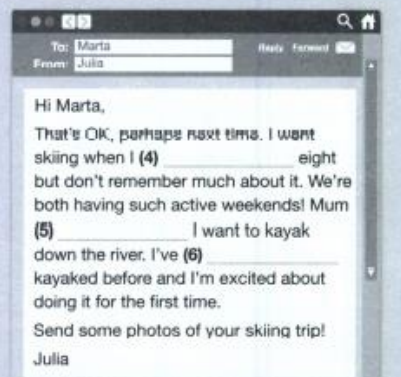 To: Marta
Reply Forward
From: Julia
Hi Marta,
That's OK, perhaps next time. I went
skiing when I (4) ____________ eight
but don't remember much about it. We're
both having such active weekends! Mum
(5) ____________ I want to kayak
down the river. I've (6) ____________
kayaked before and I'm excited about
doing it for the first time.
Send some photos of your skiing trip!
Julia